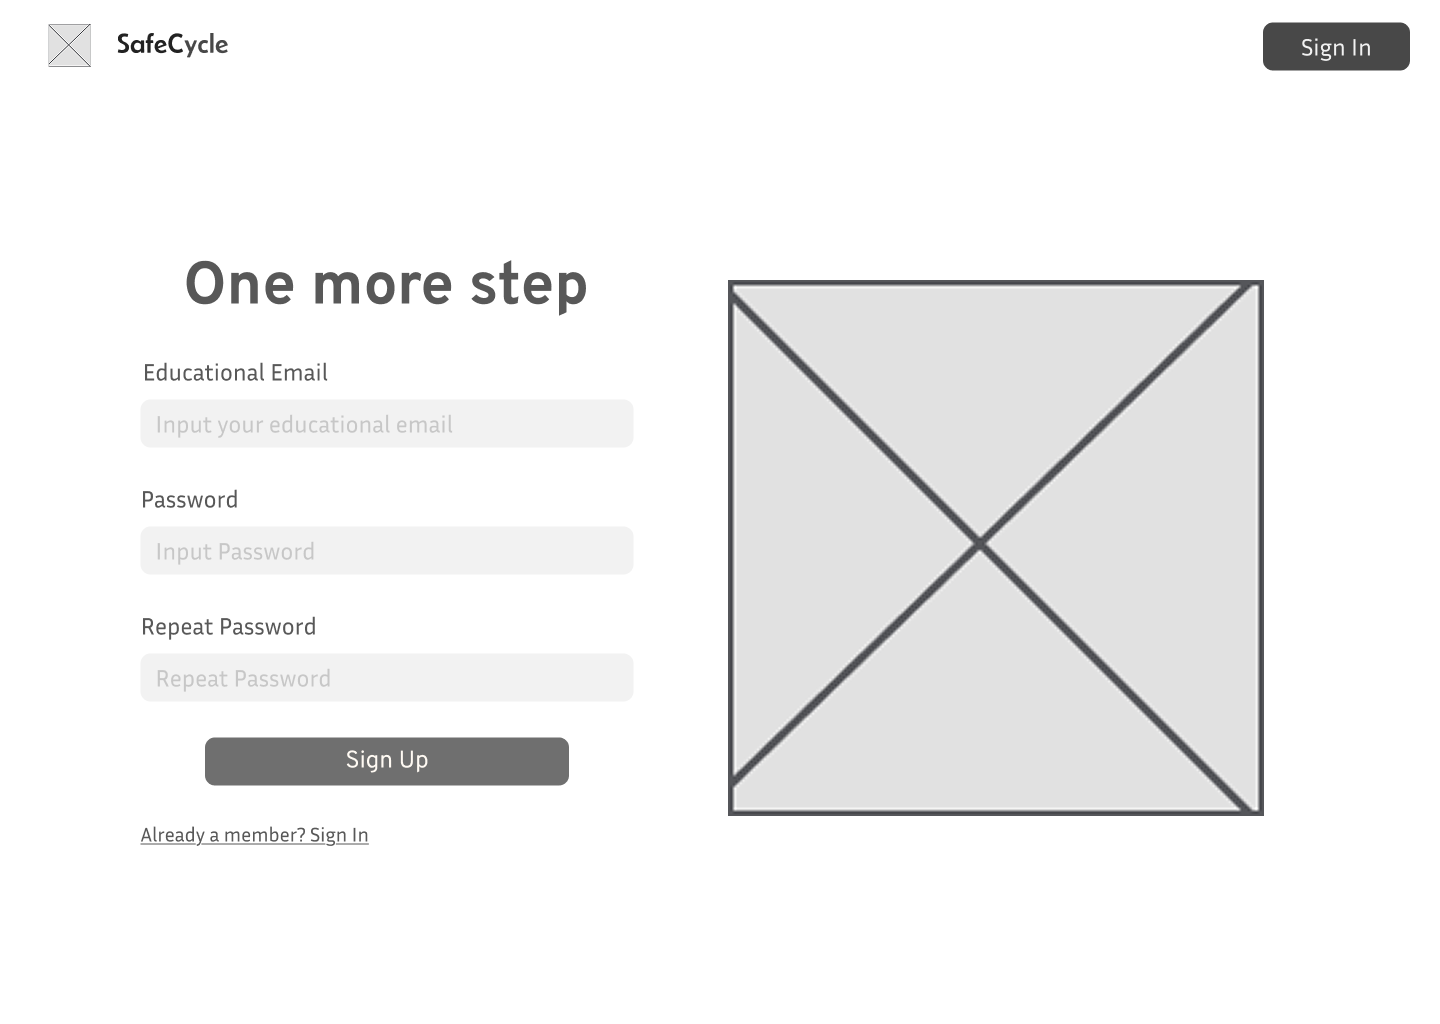 SafeCycle
Sign In
One more step
Educational Email
Input your educational email
Password
Input Password
Repeat Password
Repeat Password
Sign Up
Already a member? Sign In